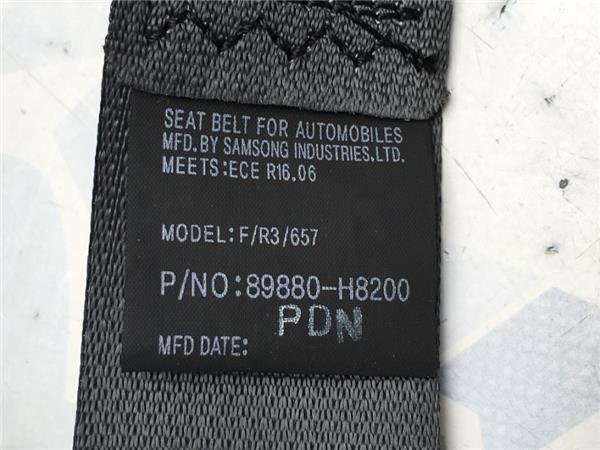 SEAT BELT FOR AUTOMOBILES
MFD.BY SAMSONG INDUSTRIES.LTD.
MEETS:ECE R16.06
MODEL:F/R3/657
P/NO:89880-H8200
PDN
MFD DATE: